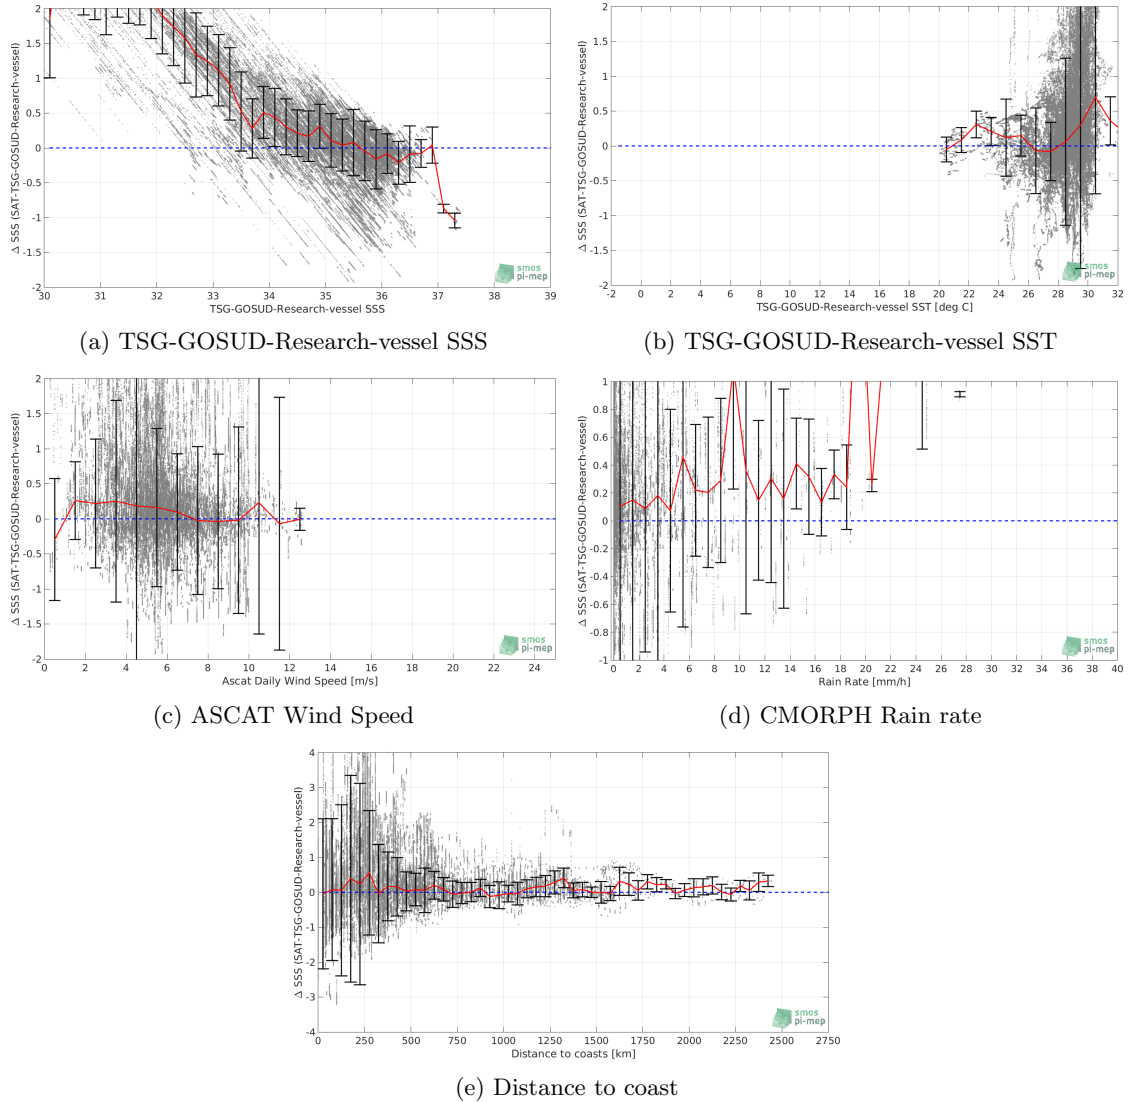 Δ SSS (SAT-TSG-GOSUD-Research-vessel)
2
1.5
1
0.5
0
-0.5
-1
-1.5
-2
30 31 32 33 34 35 36 37 38 39
TSG-GOSUD-Research-vessel SSS
smos
pi-mep
(a) TSG-GOSUD-Research-vessel SSS
Δ SSS (SAT-TSG-GOSUD-Research-vessel)
2
1.5
1
0.5
0
-0.5
-1
-1.5
-2
-2 0 2 4 6 8 10 12 14 16 18 20 22 24 26 28 30 32
TSG-GOSUD-Research-vessel SST [deg C]
smos
pi-mep
(b) TSG-GOSUD-Research-vessel SST
Δ SSS (SAT-TSG-GOSUD-Research-vessel)
2
1.5
1
0.5
0
-0.5
-1
-1.5
-2
0 2 4 6 8 10 12 14 16 18 20 22 24
Ascat Daily Wind Speed [m/s]
smos
pi-mep
(c) ASCAT Wind Speed
Δ SSS (SAT-TSG-GOSUD-Research-vessel)
1
0.8
0.6
0.4
0.2
0
-0.2
-0.4
-0.6
-0.8
-1
0 2 4 6 8 10 12 14 16 18 20 22 24 26 28 30 32 34 36 38 40
Rain Rate [mm/h]
smos
pi-mep
(d) CMORPH Rain rate
Δ SSS (SAT-TSG-GOSUD-Research-vessel)
4
3
2
1
0
-1
-2
-3
-4
0 250 500 750 1000 1250 1500 1750 2000 2250 2500 2750
Distance to coasts [km]
smos
pi-mep
(e) Distance to coast